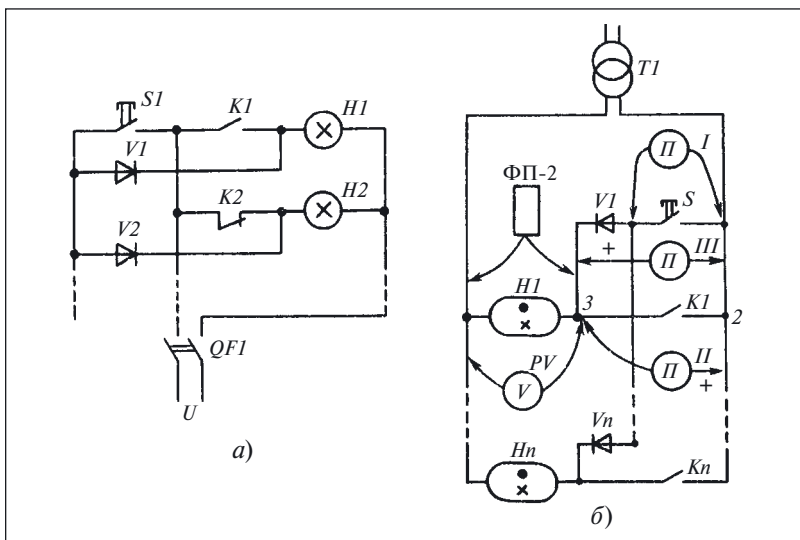 S1
K1
H1
V1
K2
H2
V2
QF1
U
а)
T1
П
I
ФП-2
V1
S
+
П
III
H1
3
K1
2
PV
V
П
II
+
Vn
Hn
Kn
б)